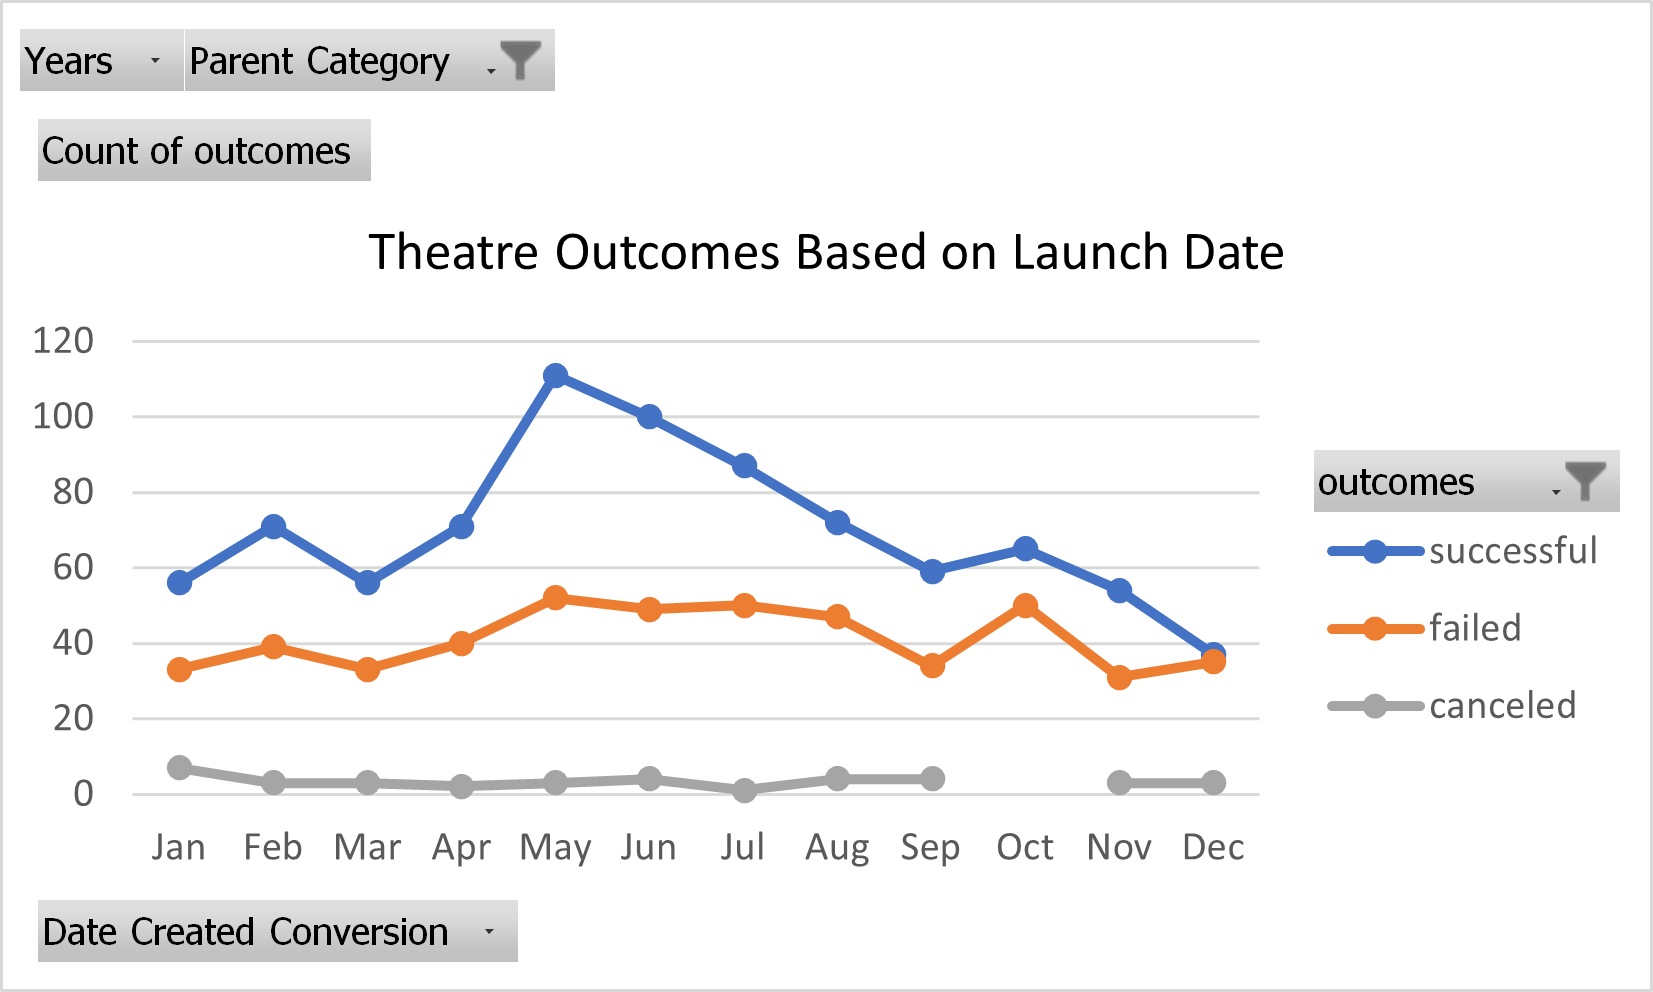 Years Parent Category
Count of outcomes
Theatre Outcomes Based on Launch Date
120
100
80
60
40
20
0
Jan Feb Mar Apr May Jun Jul Aug Sep Oct Nov Dec
outcomes
successful
failed
canceled
Date Created Conversion